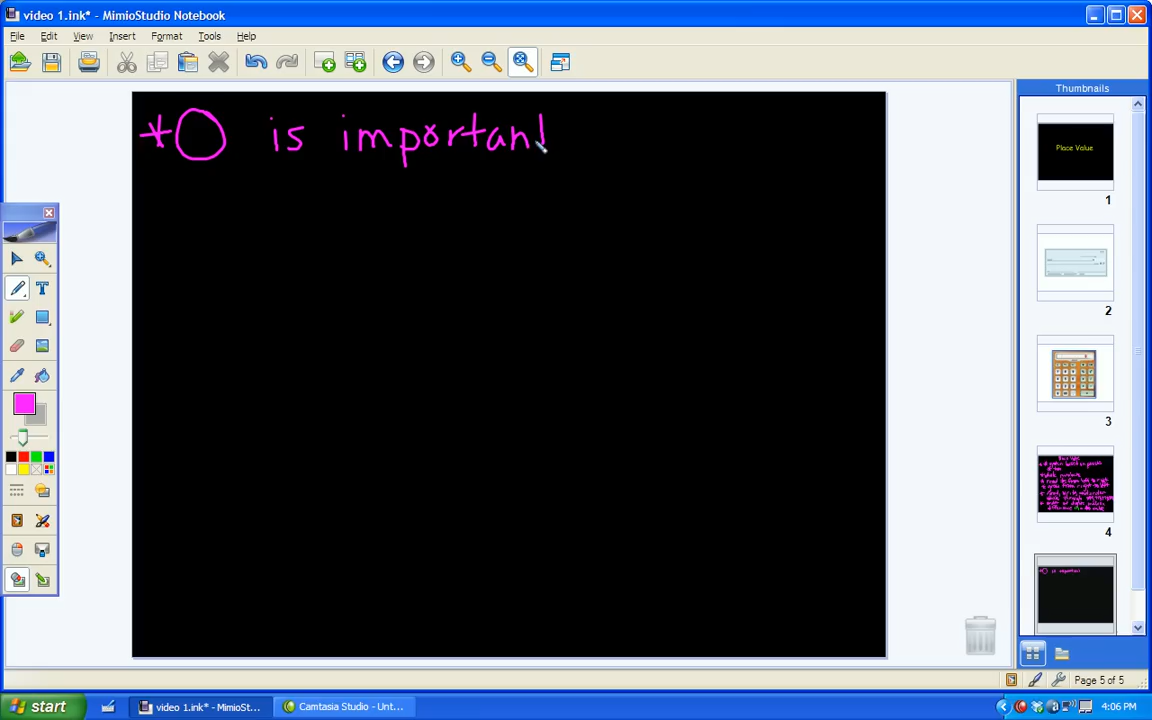 video 1.ink* - MimioStudio Notebook
File Edit View Insert Format Tools Help
Thumbnails
*0 is importan
Place Value
1
2
3
4
Page 5 of 5
start
video 1.ink* - MimioSt...
Camtasia Studio - Unt...
4:06 PM